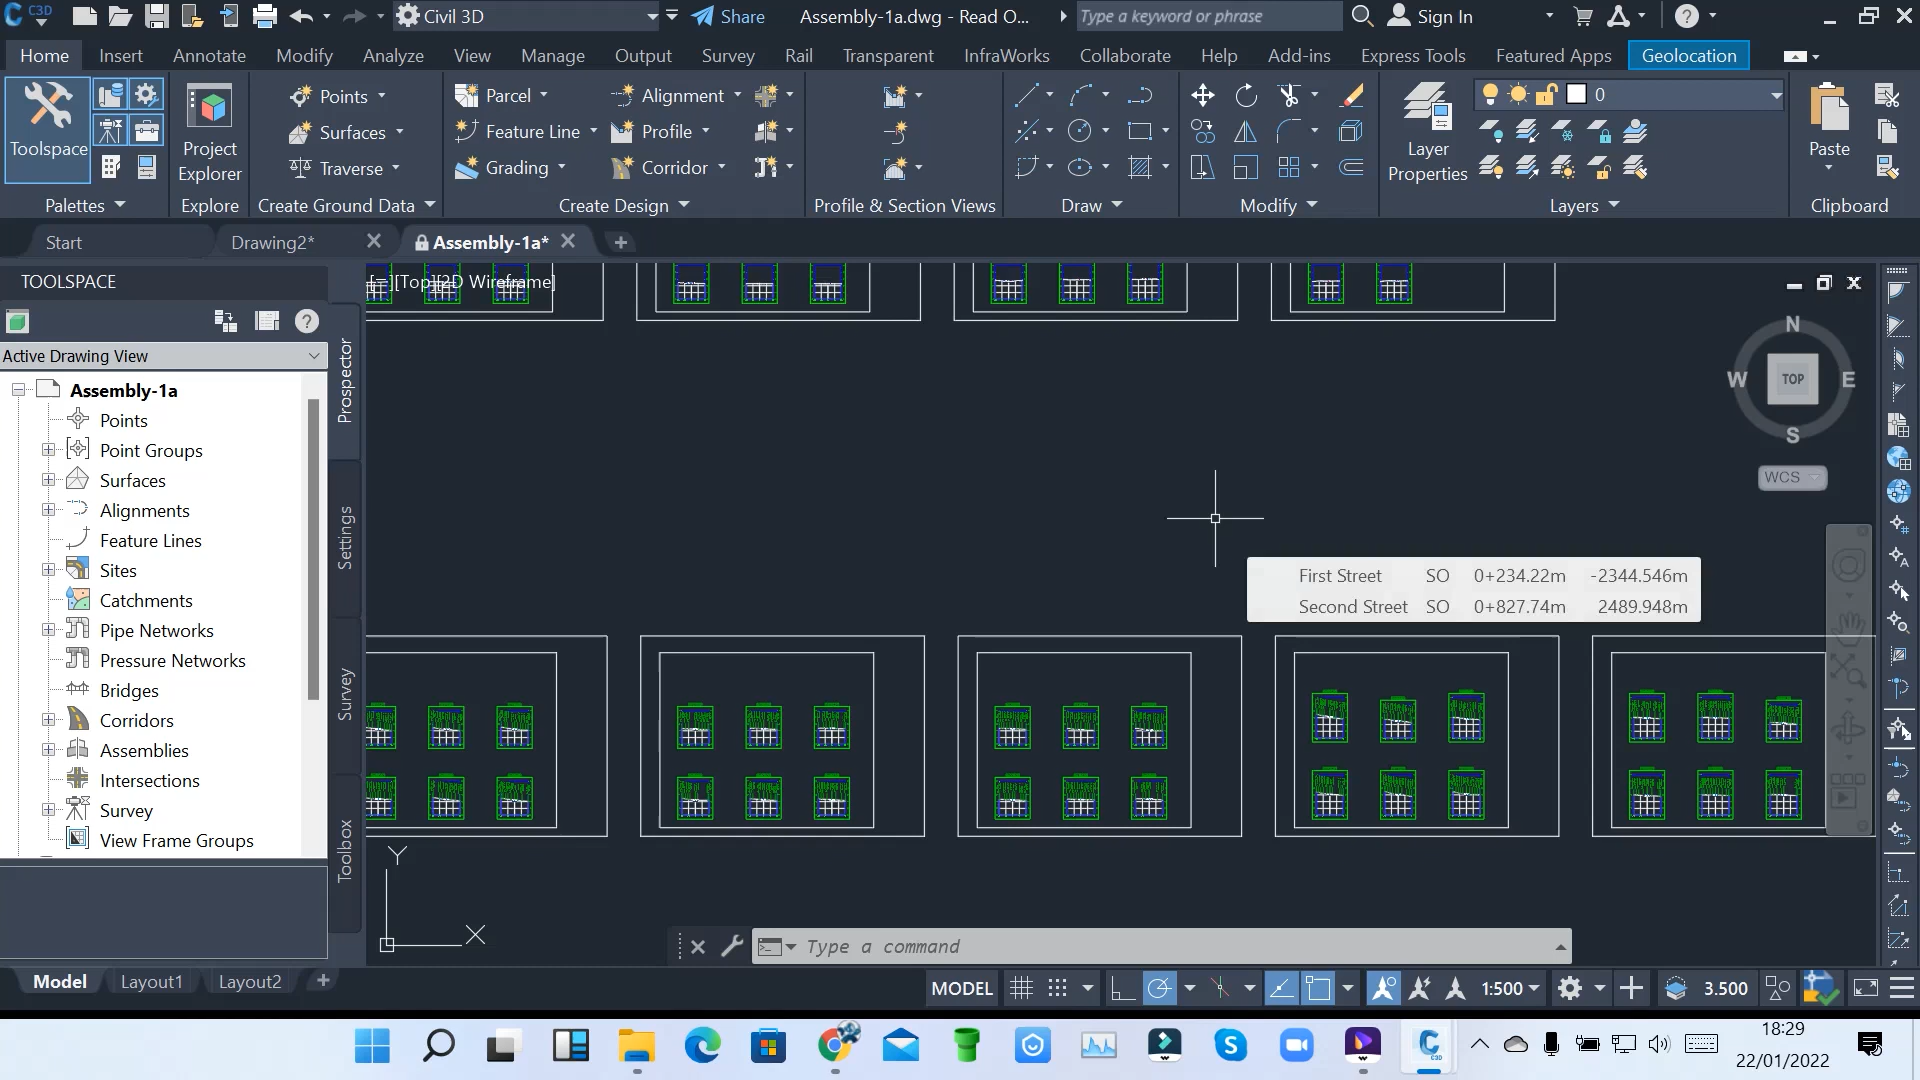 C3D
Civil 3D
Share
Assembly-1a.dwg - Read O...
Type a keyword or phrase
Sign In
Home
Insert
Annotate
Modify
Analyze
View
Manage
Output
Survey
Rail
Transparent
InfraWorks
Collaborate
Help
Add-ins
Express Tools
Featured Apps
Geolocation
Toolspace
Project
Explorer
Points
Surfaces
Traverse
Parcel
Feature Line
Grading
Alignment
Profile
Corridor
Layer
Properties
0
Paste
Palettes
Explore
Create Ground Data
Create Design
Profile & Section Views
Draw
Modify
Layers
Clipboard
Start
Drawing2*
Assembly-1a*
TOOLSPACE
Active Drawing View
Assembly-1a
Points
Point Groups
Surfaces
Alignments
Feature Lines
Sites
Catchments
Pipe Networks
Pressure Networks
Bridges
Corridors
Assemblies
Intersections
Survey
View Frame Groups
Prospector
Settings
Survey
Toolbox
[−][Top][2D Wireframe]
N
W
TOP
E
S
WCS
First Street SO 0+234.22m -2344.546m
Second Street SO 0+827.74m 2489.948m
Y
X
Type a command
Model
Layout1
Layout2
MODEL
1:500
3.500
18:29
22/01/2022